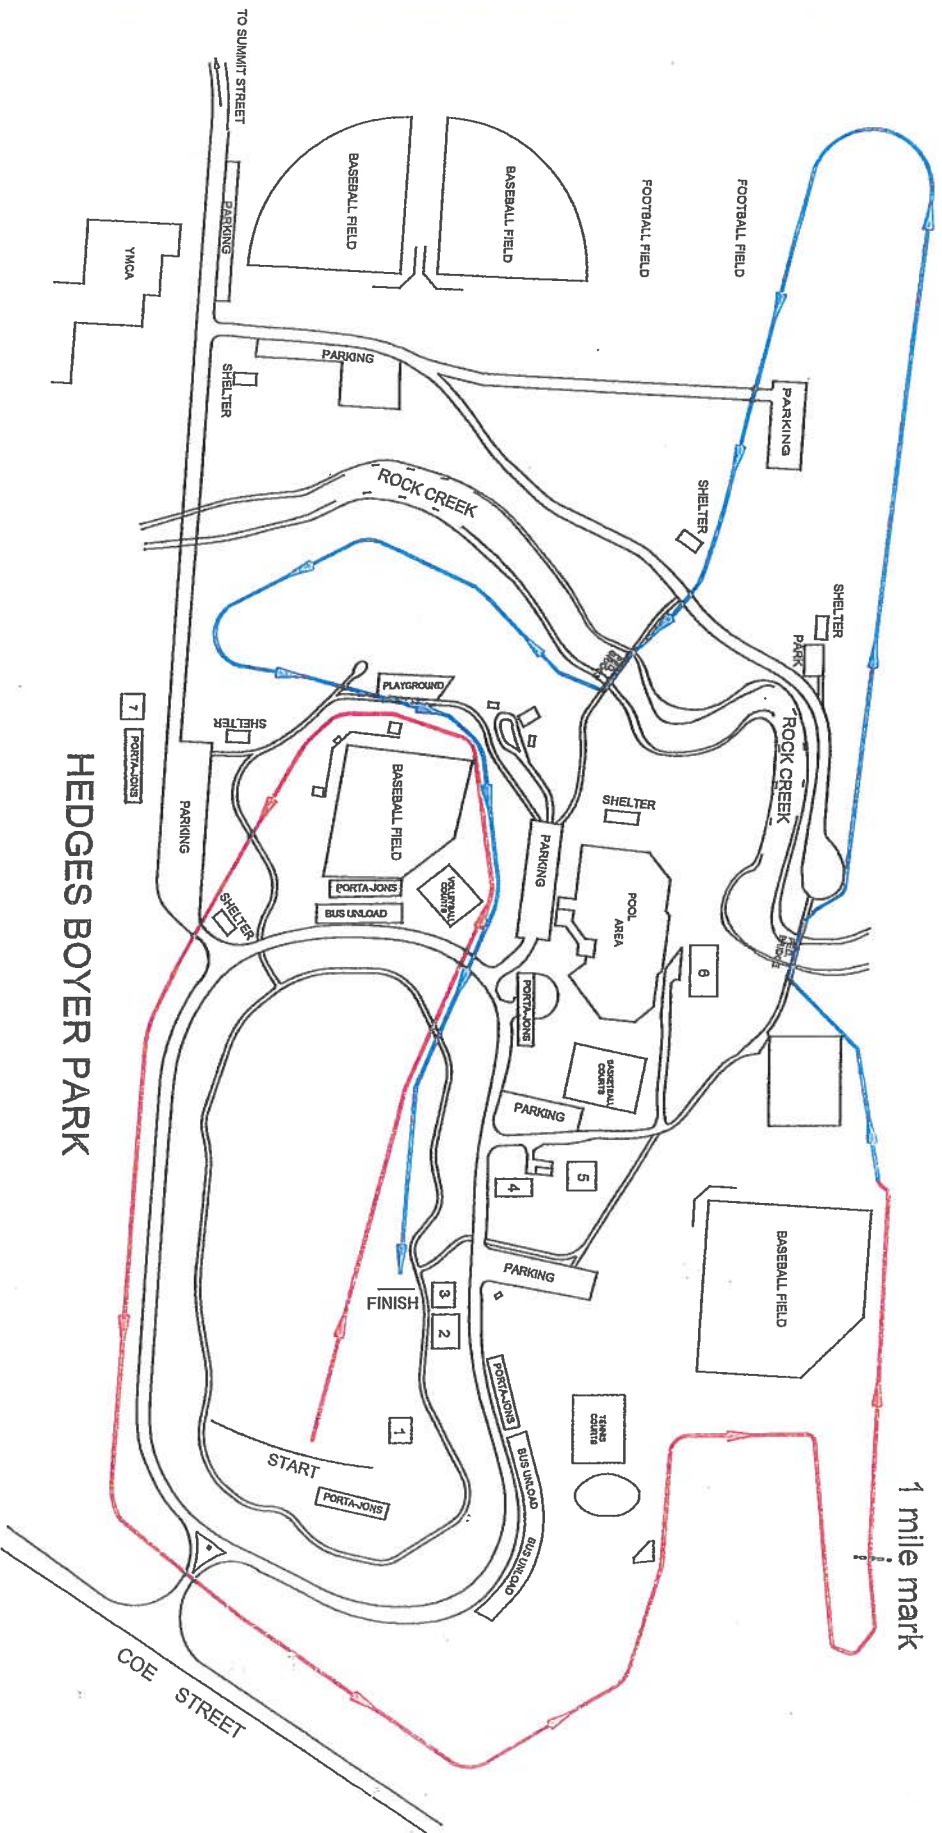 TO SUMMIT STREET
PARKING
YMCA
BASEBALL FIELD
BASEBALL FIELD
FOOTBALL FIELD
FOOTBALL FIELD
PARKING
SHELTER
PARKING
ROCK CREEK
SHELTER
SHELTER
PARK
ROCK CREEK
PLAYGROUND
SHELTER
7
PORTA-JONS
PARKING
BASEBALL FIELD
PORTA-JONS
BUS UNLOAD
VOLLEYBALL
COURTS
SHELTER
PARKING
SHELTER
POOL
AREA
6
PORTA-JONS
BASKETBALL
COURTS
PARKING
4
5
PARKING
BASEBALL FIELD
FINISH
3
2
1
START
PORTA-JONS
PORTA-JONS
BUS UNLOAD
BUS UNLOAD
TENNIS
COURTS
1 mile mark
COE STREET
HEDGES BOYER PARK